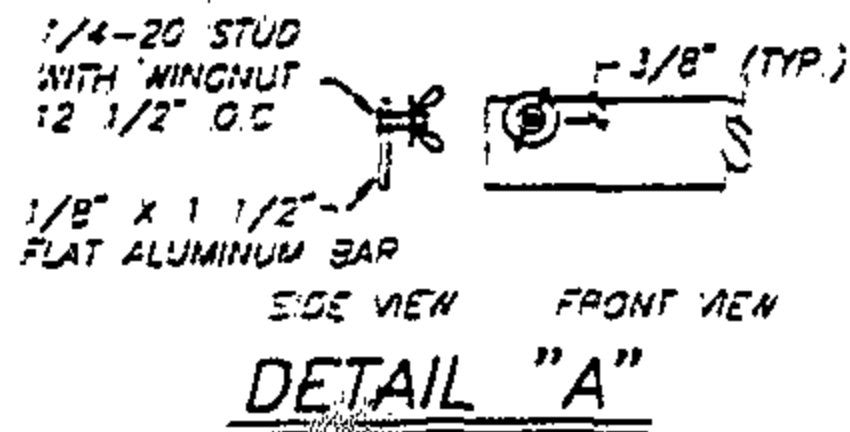 1/4-20 STUD
WITH WINGNUT
12 1/2" O.C
3/8" (TYP.)
1/8" X 1 1/2"
FLAT ALUMINUM BAR
SIDE VIEW
FRONT VIEW
DETAIL "A"